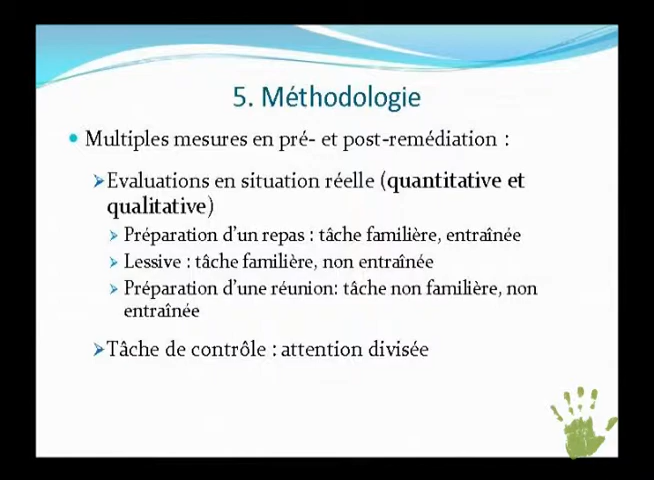 5. Méthodologie
Multiples mesures en pré- et post-remédiation :
Evaluations en situation réelle (quantitative et
qualitative)
Préparation d'un repas : tâche familière, entraînée
Lessive : tâche familière, non entraînée
Préparation d'une réunion: tâche non familière, non
entraînée
Tâche de contrôle : attention divisée